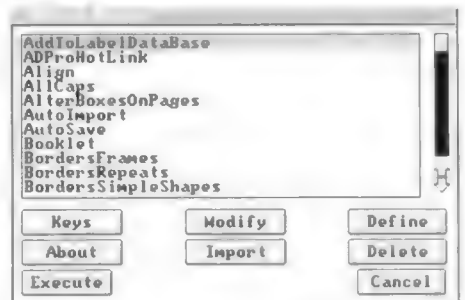 AddToLabelDataBase
ADProHotLink
Align
AllCaps
AlterBoxesOnPages
AutoImport
AutoSave
Booklet
BordersFrames
BordersRepeats
BordersSimpleShapes
Keys Modify Define
About Import Delete
Execute Cancel